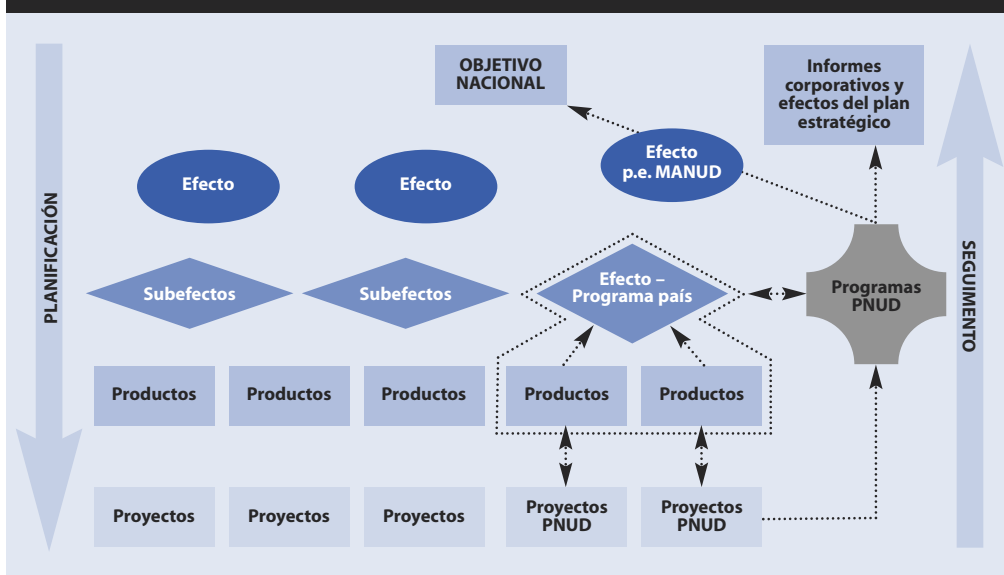 OBJETIVO
NACIONAL
Informes
corporativos y
efectos del plan
estratégico
Efecto
Efecto
Efecto
p.e. MANUD
PLANIFICACIÓN
Subefectos
Subefectos
Efecto –
Programa país
Programas
PNUD
SEGUIMENTO
Productos
Productos
Productos
Productos
Productos
Proyectos
Proyectos
Proyectos
Proyectos
PNUD
Proyectos
PNUD